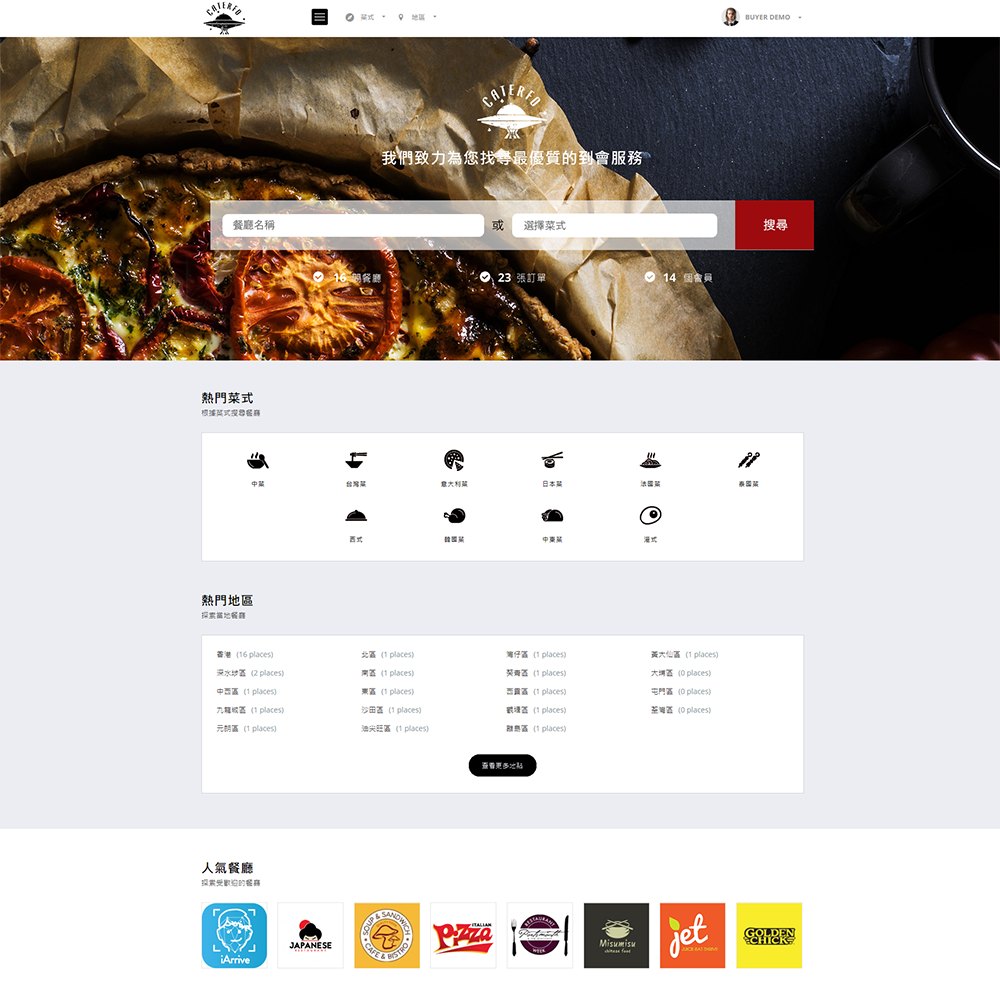 CATERFO
菜式
地區
BUYER DEMO
CATERFO
我們致力為您找尋最優質的到會服務
餐廳名稱
或
選擇菜式
搜尋
16 間餐廳
23 張訂單
14 個會員
熱門菜式
根據菜式搜尋餐廳
中菜
台灣菜
意大利菜
日本菜
法國菜
泰國菜
西式
韓國菜
中東菜
港式
熱門地區
探索當地餐廳
香港 (16 places)
北區 (1 places)
灣仔區 (1 places)
黃大仙區 (1 places)
深水埗區 (2 places)
南區 (1 places)
葵青區 (1 places)
大埔區 (0 places)
中西區 (1 places)
東區 (1 places)
西貢區 (1 places)
屯門區 (0 places)
九龍城區 (1 places)
沙田區 (1 places)
觀塘區 (1 places)
荃灣區 (0 places)
元朗區 (1 places)
油尖旺區 (1 places)
離島區 (1 places)
查看更多地點
人氣餐廳
探索受歡迎的餐廳
iArrive
JAPANESE
RESTAURANT
SOUP & SANDWICH
CAFE & BISTRO
ITALIAN
Pizza
RESTAURANT
Portsmouth
WEEK
Misumisu
chinese food
jet
GOLDEN
CHICK